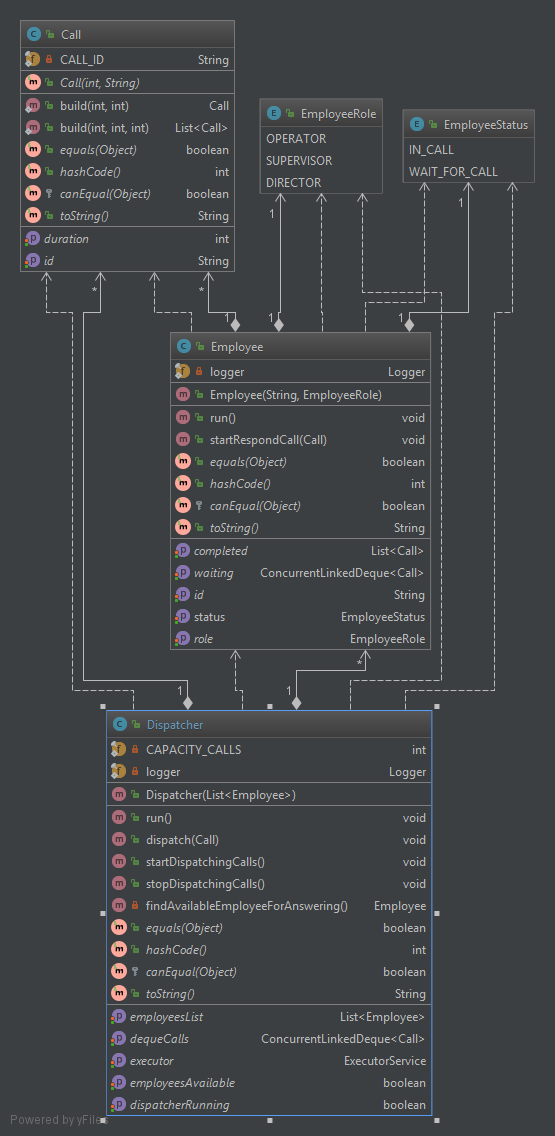 C Call
f CALL_ID String
m Call(int, String)
m build(int, int) Call
m build(int, int, int) List<Call>
m equals(Object) boolean
m hashCode() int
m canEqual(Object) boolean
m toString() String
p duration int
p id String
E EmployeeRole
OPERATOR
SUPERVISOR
DIRECTOR
E EmployeeStatus
IN_CALL
WAIT_FOR_CALL
1
1
*
*
1
1
1
C Employee
f logger Logger
m Employee(String, EmployeeRole)
m run() void
m startRespondCall(Call) void
m equals(Object) boolean
m hashCode() int
m canEqual(Object) boolean
m toString() String
p completed List<Call>
p waiting ConcurrentLinkedDeque<Call>
p id String
p status EmployeeStatus
p role EmployeeRole
*
1
1
C Dispatcher
f CAPACITY_CALLS int
f logger Logger
m Dispatcher(List<Employee>)
m run() void
m dispatch(Call) void
m startDispatchingCalls() void
m stopDispatchingCalls() void
m findAvailableEmployeeForAnswering() Employee
m equals(Object) boolean
m hashCode() int
m canEqual(Object) boolean
m toString() String
p employeesList List<Employee>
p dequeCalls ConcurrentLinkedDeque<Call>
p executor ExecutorService
p employeesAvailable boolean
p dispatcherRunning boolean
Powered by yFiles